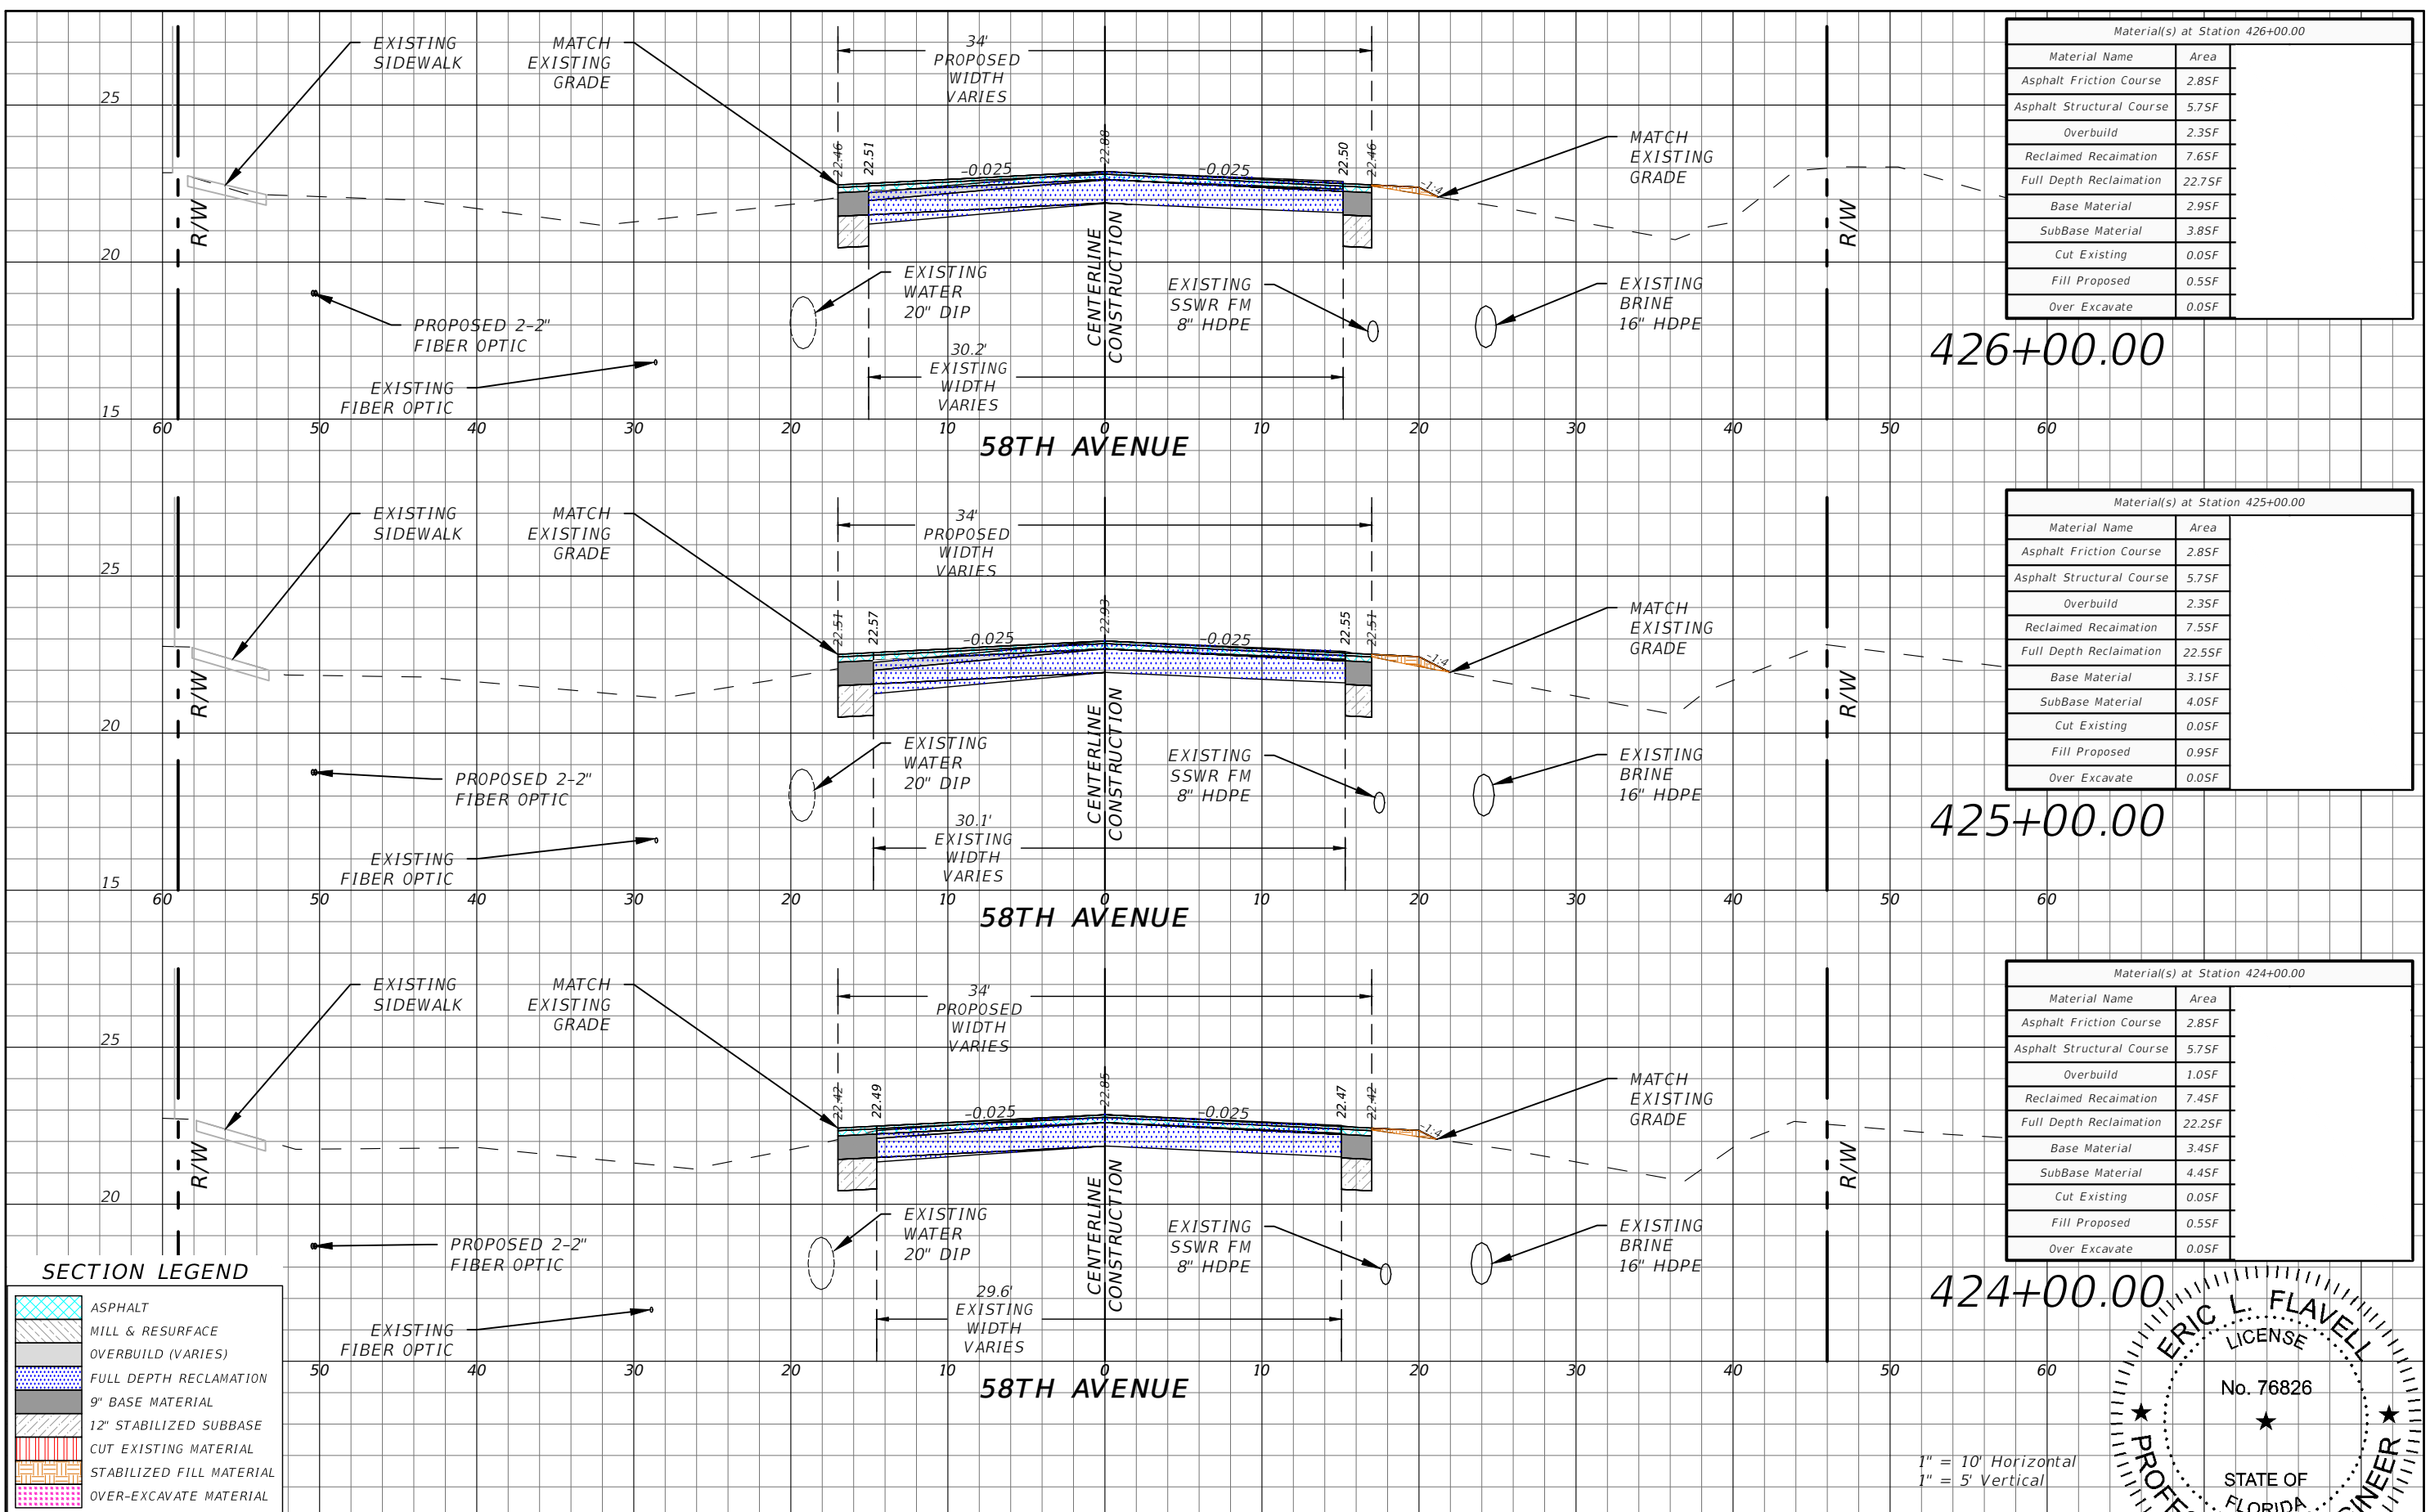 EXISTING
SIDEWALK
MATCH
EXISTING
GRADE
34'
PROPOSED
WIDTH
VARIES
25
22.46
22.51
-0.025
22.88
-0.025
22.50
22.46
-1:4
MATCH
EXISTING
GRADE
R/W
R/W
20
EXISTING
WATER
20" DIP
CENTERLINE
CONSTRUCTION
EXISTING
SSWR FM
8" HDPE
EXISTING
BRINE
16" HDPE
PROPOSED 2-2"
FIBER OPTIC
EXISTING
FIBER OPTIC
30.2'
EXISTING
WIDTH
VARIES
15
60 50 40 30 20 10 0 10 20 30 40 50 60
58TH AVENUE
Material(s) at Station 426+00.00
Material Name Area
Asphalt Friction Course 2.8SF
Asphalt Structural Course 5.7SF
Overbuild 2.3SF
Reclaimed Recaimation 7.6SF
Full Depth Reclaimation 22.7SF
Base Material 2.9SF
SubBase Material 3.8SF
Cut Existing 0.0SF
Fill Proposed 0.5SF
Over Excavate 0.0SF
426+00.00
EXISTING
SIDEWALK
MATCH
EXISTING
GRADE
34'
PROPOSED
WIDTH
VARIES
25
22.51
22.57
-0.025
22.93
-0.025
22.55
22.51
-1:4
MATCH
EXISTING
GRADE
R/W
R/W
20
EXISTING
WATER
20" DIP
CENTERLINE
CONSTRUCTION
EXISTING
SSWR FM
8" HDPE
EXISTING
BRINE
16" HDPE
PROPOSED 2-2"
FIBER OPTIC
EXISTING
FIBER OPTIC
30.1'
EXISTING
WIDTH
VARIES
15
60 50 40 30 20 10 0 10 20 30 40 50 60
58TH AVENUE
Material(s) at Station 425+00.00
Material Name Area
Asphalt Friction Course 2.8SF
Asphalt Structural Course 5.7SF
Overbuild 2.3SF
Reclaimed Recaimation 7.5SF
Full Depth Reclaimation 22.5SF
Base Material 3.1SF
SubBase Material 4.0SF
Cut Existing 0.0SF
Fill Proposed 0.9SF
Over Excavate 0.0SF
425+00.00
EXISTING
SIDEWALK
MATCH
EXISTING
GRADE
34'
PROPOSED
WIDTH
VARIES
25
22.42
22.49
-0.025
22.85
-0.025
22.47
22.42
-1:4
MATCH
EXISTING
GRADE
R/W
R/W
20
EXISTING
WATER
20" DIP
CENTERLINE
CONSTRUCTION
EXISTING
SSWR FM
8" HDPE
EXISTING
BRINE
16" HDPE
PROPOSED 2-2"
FIBER OPTIC
EXISTING
FIBER OPTIC
29.6'
EXISTING
WIDTH
VARIES
50 40 30 20 10 0 10 20 30 40 50 60
58TH AVENUE
Material(s) at Station 424+00.00
Material Name Area
Asphalt Friction Course 2.8SF
Asphalt Structural Course 5.7SF
Overbuild 1.0SF
Reclaimed Recaimation 7.4SF
Full Depth Reclaimation 22.2SF
Base Material 3.4SF
SubBase Material 4.4SF
Cut Existing 0.0SF
Fill Proposed 0.5SF
Over Excavate 0.0SF
424+00.00
SECTION LEGEND
ASPHALT
MILL & RESURFACE
OVERBUILD (VARIES)
FULL DEPTH RECLAMATION
9" BASE MATERIAL
12" STABILIZED SUBBASE
CUT EXISTING MATERIAL
STABILIZED FILL MATERIAL
OVER-EXCAVATE MATERIAL
1" = 10' Horizontal
1" = 5' Vertical
ERIC L. FLAVELL
LICENSE
No. 76826
STATE OF
FLORIDA